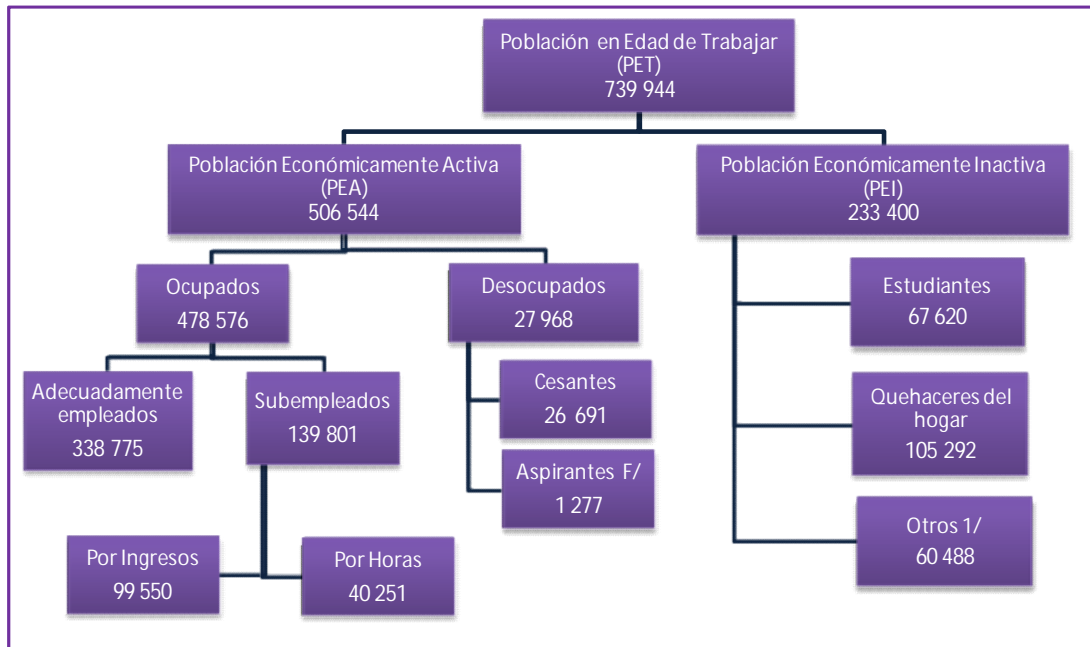 Población en Edad de Trabajar
(PET)
739 944
Población Económicamente Activa
(PEA)
506 544
Población Económicamente Inactiva
(PEI)
233 400
Ocupados
478 576
Desocupados
27 968
Estudiantes
67 620
Adecuadamente
empleados
338 775
Subempleados
139 801
Cesantes
26 691
Quehaceres del
hogar
105 292
Aspirantes F/
1 277
Otros 1/
60 488
Por Ingresos
99 550
Por Horas
40 251